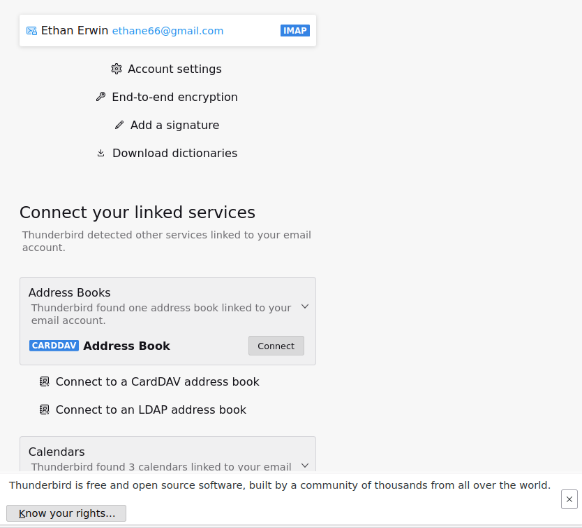 Ethan Erwin ethane66@gmail.com IMAP
Account settings
End-to-end encryption
Add a signature
Download dictionaries
Connect your linked services
Thunderbird detected other services linked to your email
account.
Address Books
Thunderbird found one address book linked to your
email account.
CARDDAV Address Book Connect
Connect to a CardDAV address book
Connect to an LDAP address book
Calendars
Thunderbird found 3 calendars linked to your email
Thunderbird is free and open source software, built by a community of thousands from all over the world.
Know your rights...